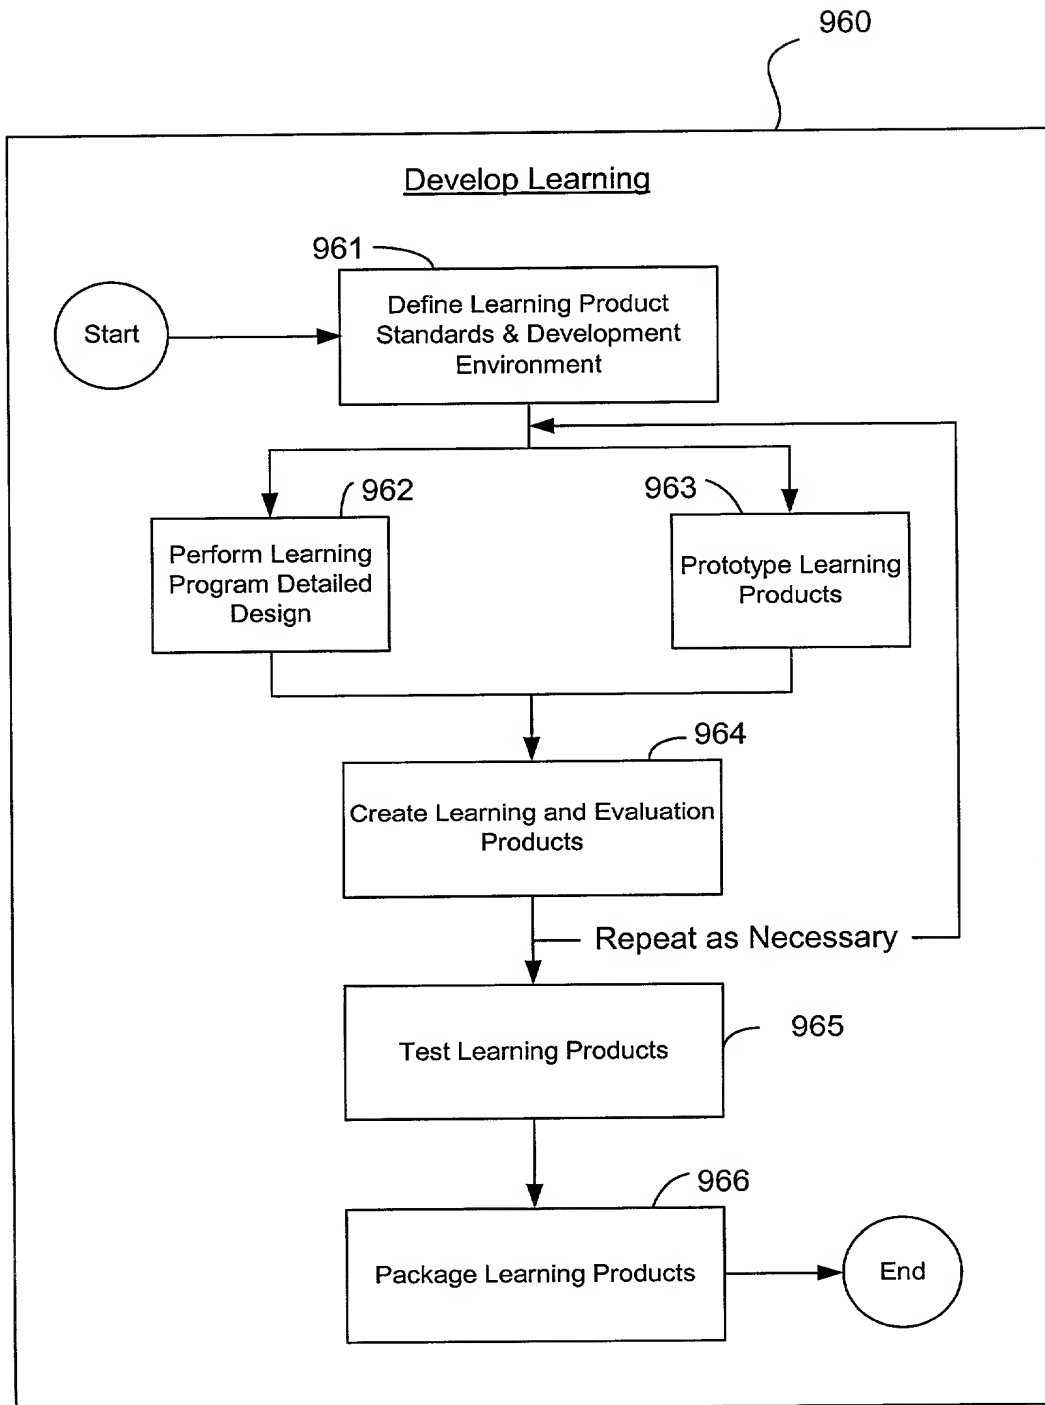 960
Develop Learning
961
Start
Define Learning Product
Standards & Development
Environment
962
963
Perform Learning
Program Detailed
Design
Prototype Learning
Products
964
Create Learning and Evaluation
Products
Repeat as Necessary
965
Test Learning Products
966
Package Learning Products
End